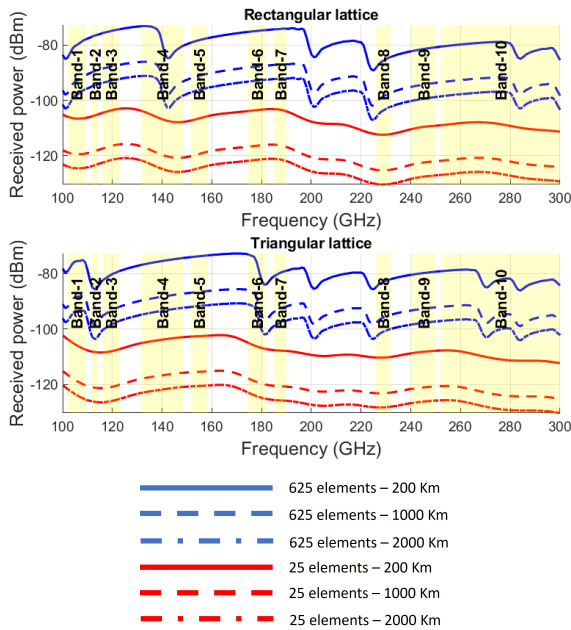 Rectangular lattice
Received power (dBm)
-80
-100
-120
Band-1
Band-2
Band-3
Band-4
Band-5
Band-6
Band-7
Band-8
Band-9
Band-10
100 120 140 160 180 200 220 240 260 280 300
Frequency (GHz)
Triangular lattice
Received power (dBm)
-80
-100
-120
Band-1
Band-2
Band-3
Band-4
Band-5
Band-6
Band-7
Band-8
Band-9
Band-10
100 120 140 160 180 200 220 240 260 280 300
Frequency (GHz)
625 elements – 200 Km
625 elements – 1000 Km
625 elements – 2000 Km
25 elements – 200 Km
25 elements – 1000 Km
25 elements – 2000 Km